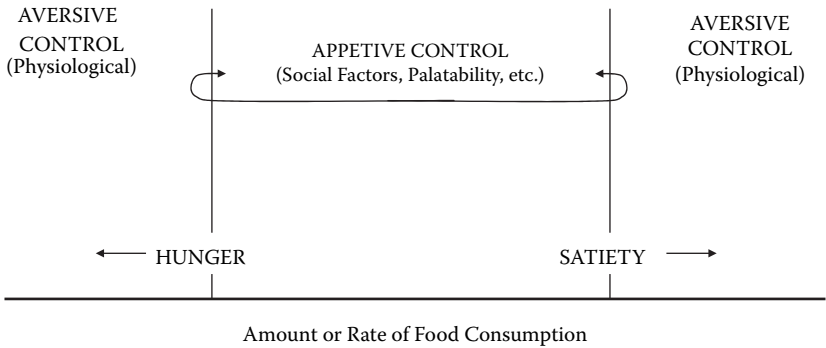 AVERSIVE
CONTROL
(Physiological)
APPETIVE CONTROL
(Social Factors, Palatability, etc.)
AVERSIVE
CONTROL
(Physiological)
HUNGER
SATIETY
Amount or Rate of Food Consumption